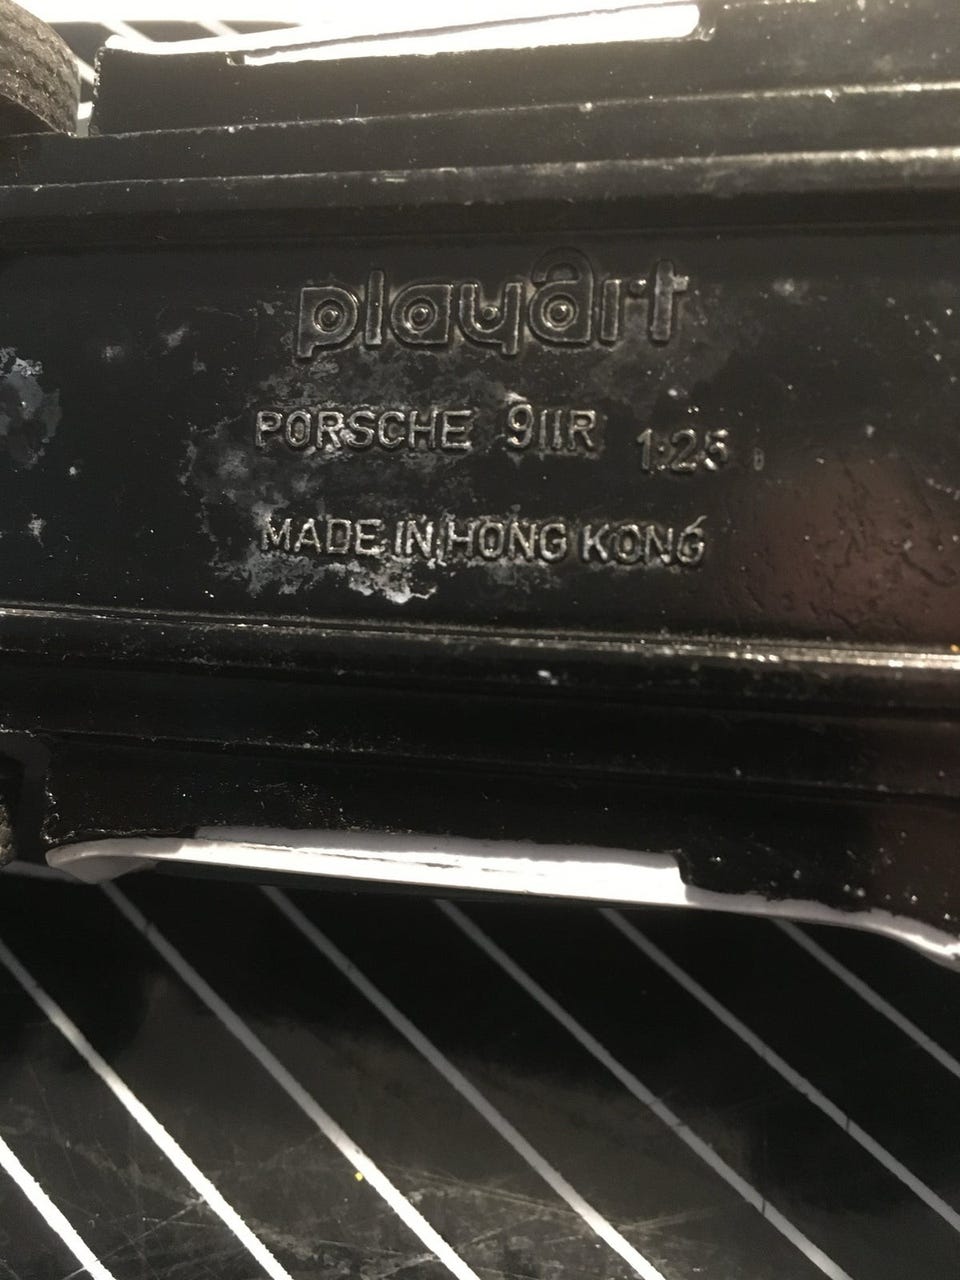 playart
PORSCHE 911R 1:25
MADE IN HONG KONG